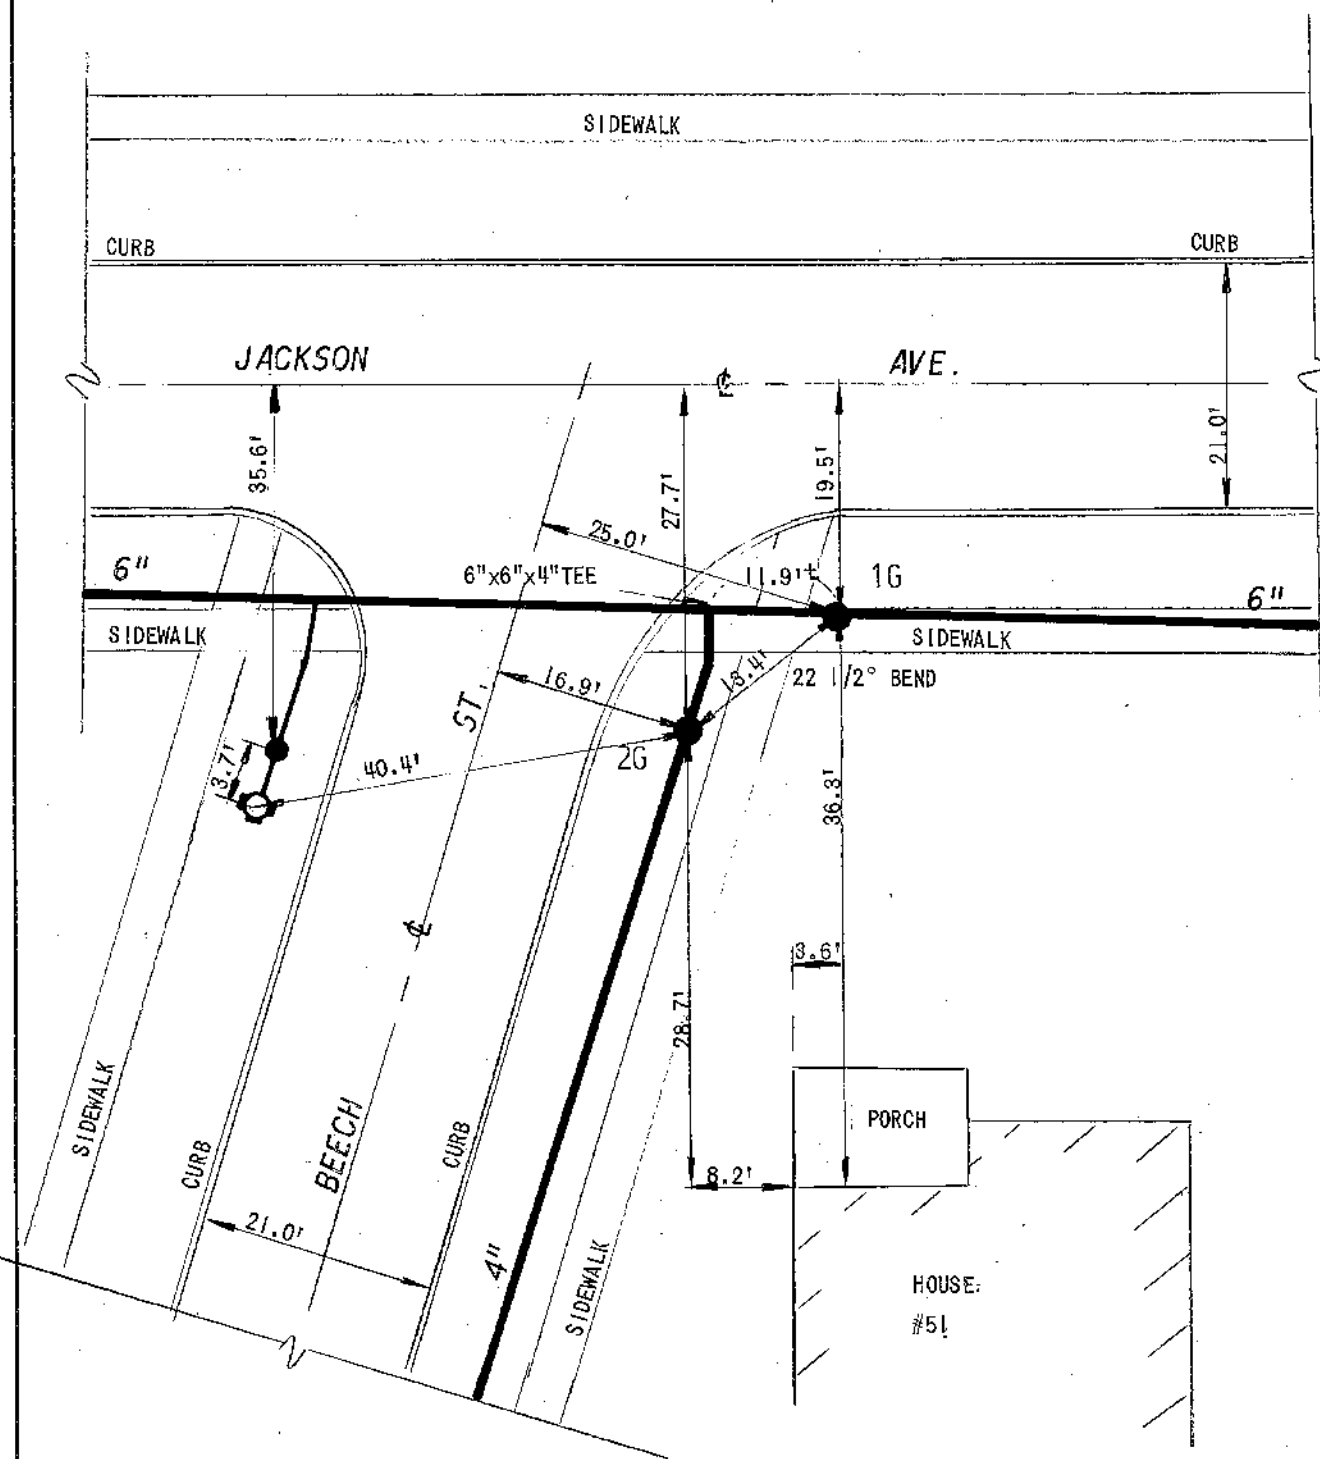 SIDEWALK
CURB
CURB
JACKSON AVE.
℄
35.6'
27.7'
19.5'
21.0'
25.0'
6"
6"x6"x4"TEE
11.9'±
1G
6"
SIDEWALK
SIDEWALK
22 1/2° BEND
16.9'
13.4'
ST.
2G
3.7'
40.4'
36.3'
℄
3.6'
28.7'
PORCH
SIDEWALK
CURB
BEECH
CURB
8.2'
21.0'
4"
SIDEWALK
HOUSE
#51